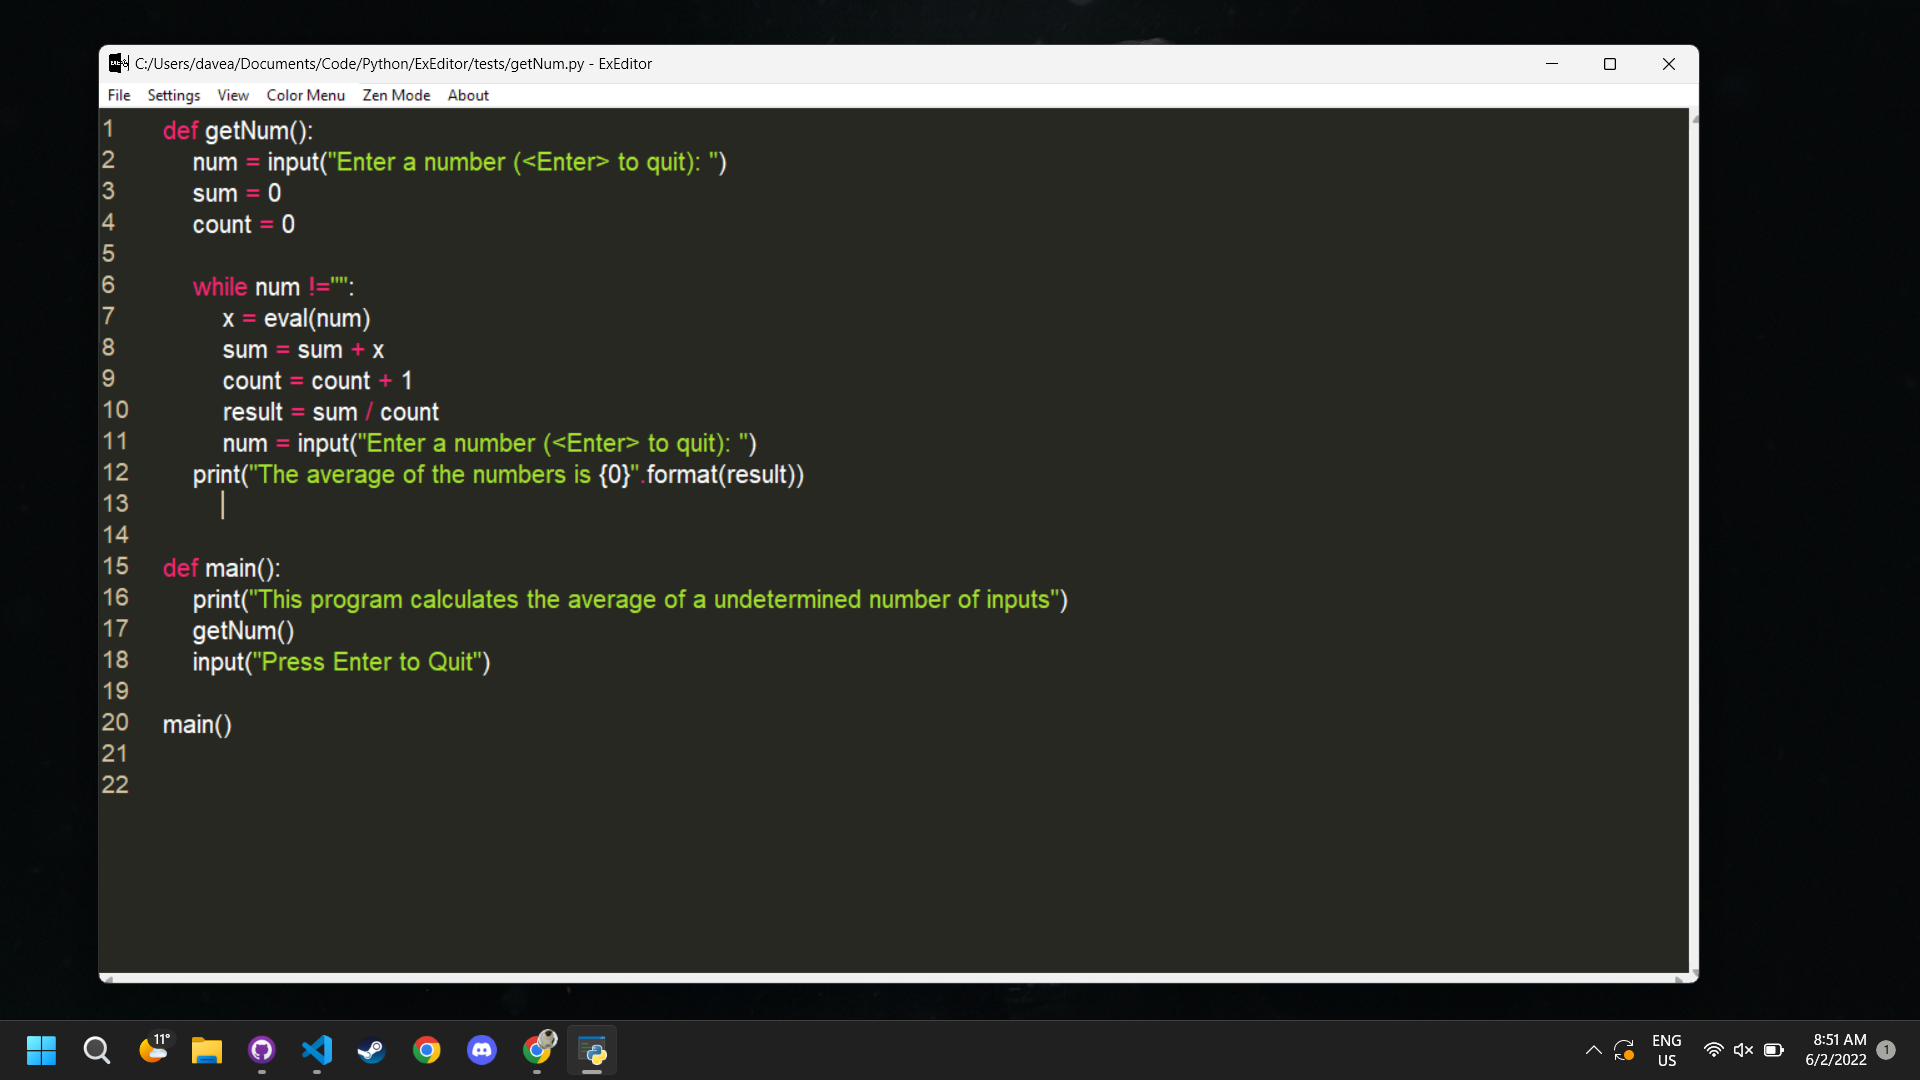 C:/Users/davea/Documents/Code/Python/ExEditor/tests/getNum.py - ExEditor
File Settings View Color Menu Zen Mode About
1 def getNum():
2 num = input("Enter a number (<Enter> to quit): ")
3 sum = 0
4 count = 0
5
6 while num !="":
7 x = eval(num)
8 sum = sum + x
9 count = count + 1
10 result = sum / count
11 num = input("Enter a number (<Enter> to quit): ")
12 print("The average of the numbers is {0}".format(result))
13
14
15 def main():
16 print("This program calculates the average of a undetermined number of inputs")
17 getNum()
18 input("Press Enter to Quit")
19
20 main()
21
22
11°
ENG
US
8:51 AM
6/2/2022
1